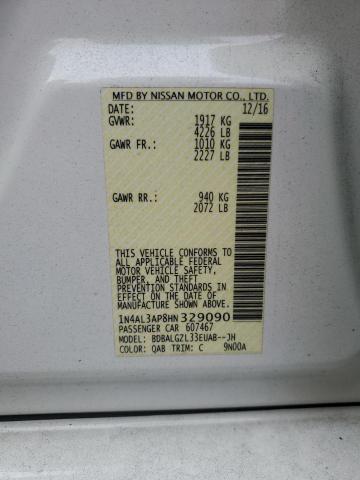 MFD BY NISSAN MOTOR CO., LTD.
DATE: 12/16
GVWR: 1917 KG
4226 LB
GAWR FR.: 1010 KG
2227 LB
GAWR RR.: 940 KG
2072 LB
THIS VEHICLE CONFORMS TO
ALL APPLICABLE FEDERAL
MOTOR VEHICLE SAFETY,
BUMPER, AND THEFT
PREVENTION STANDARDS IN
EFFECT ON THE DATE OF
MANUFACTURE SHOWN ABOVE.
1N4AL3AP8HN329090
PASSENGER CAR 607467
MODEL: BDBALGZL33EUAB--JH
COLOR: QAB TRIM: C 9N00A